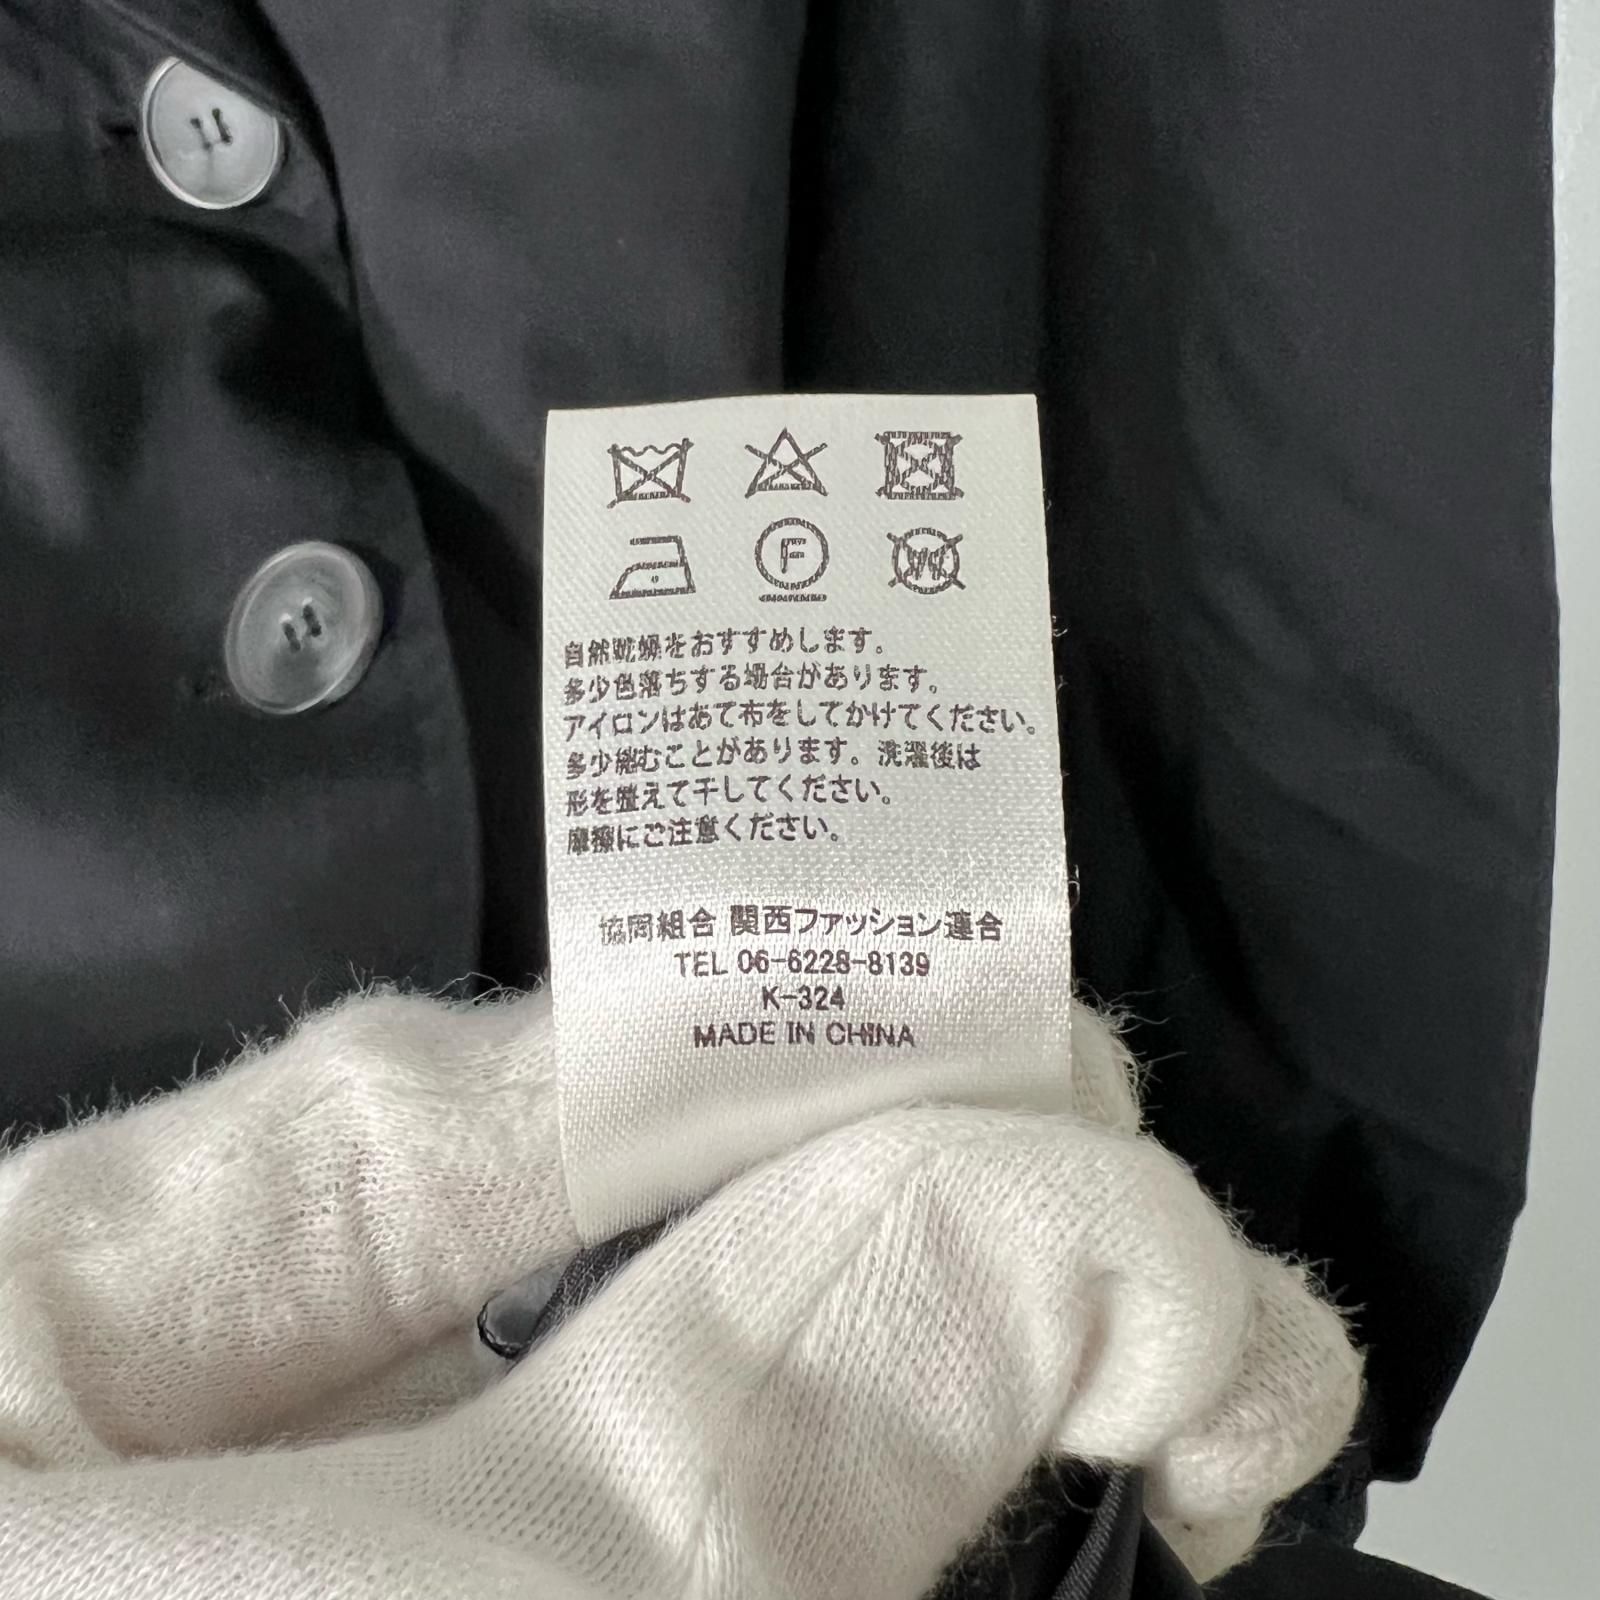 F
W
自然乾燥をおすすめします。
多少色落ちする場合があります。
アイロンはあて布をしてかけてください。
多少縮むことがあります。洗濯後は
形を整えて干してください。
摩擦にご注意ください。
協同組合 関西ファッション連合
TEL 06-6228-8139
K-324
MADE IN CHINA